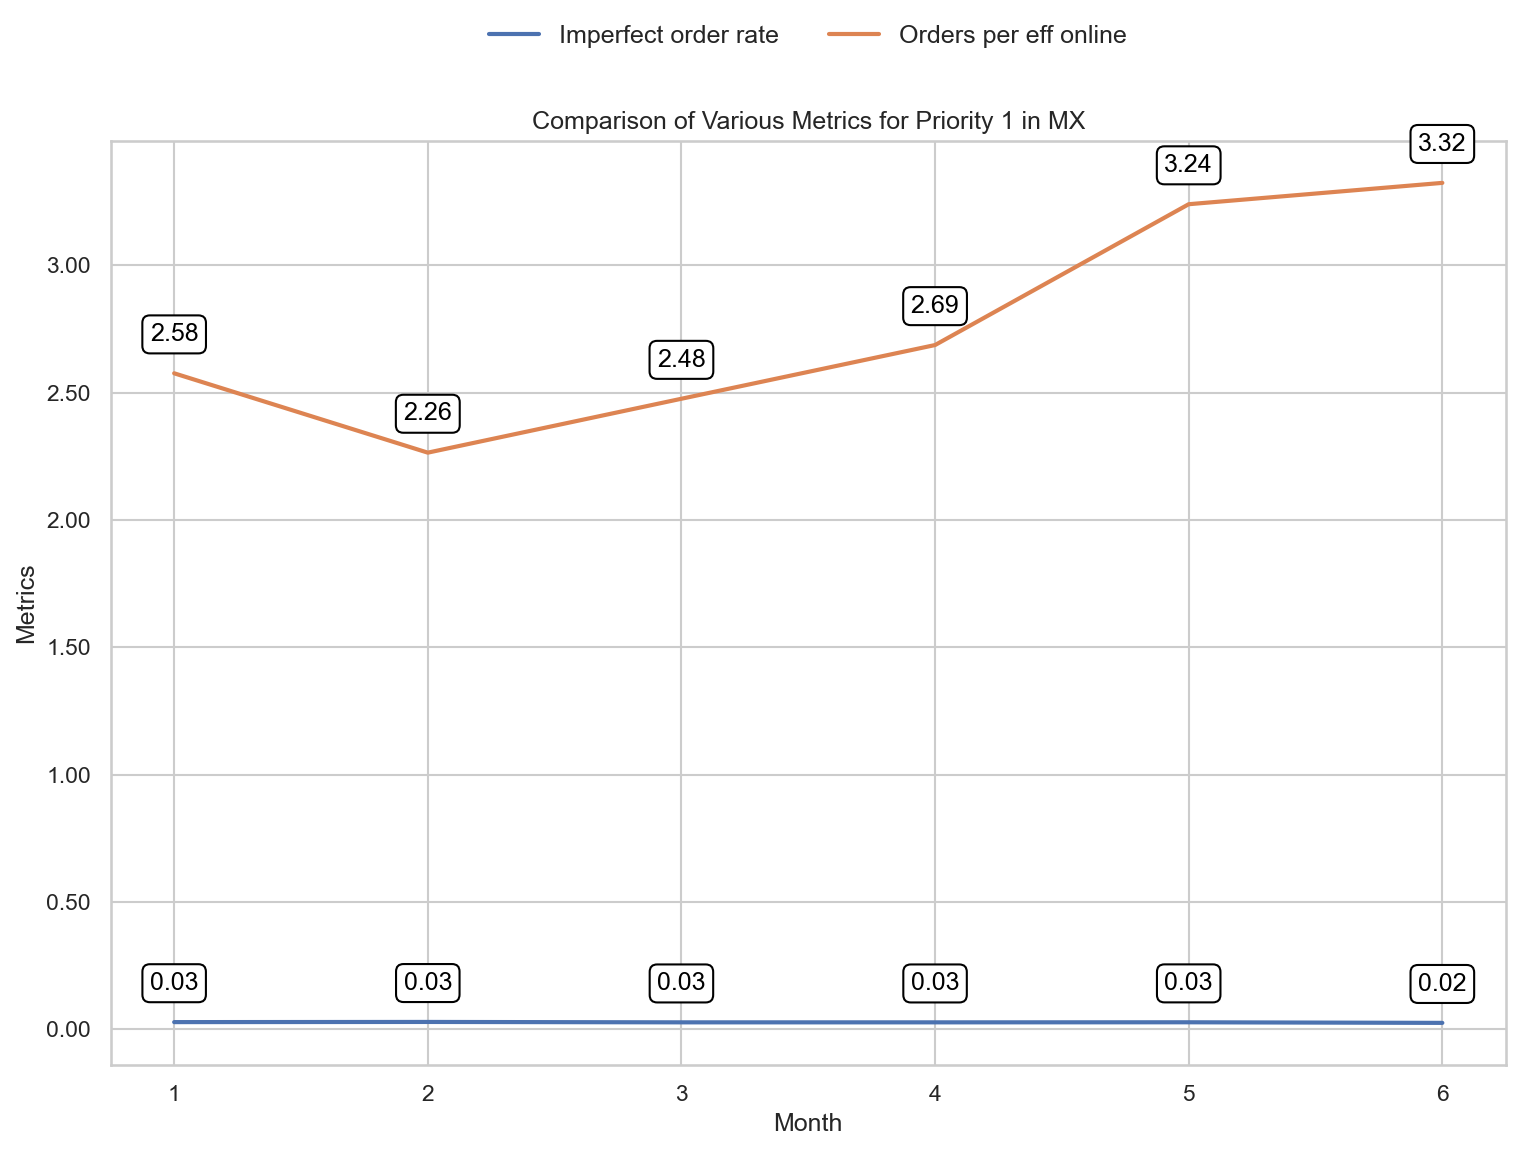 Imperfect order rate Orders per eff online
Comparison of Various Metrics for Priority 1 in MX
3.32
3.24
3.00
2.69
2.58
2.48
2.50
2.26
2.00
1.50
Metrics
1.00
0.50
0.03 0.03 0.03 0.03 0.03 0.02
0.00
1 2 3 4 5 6
Month